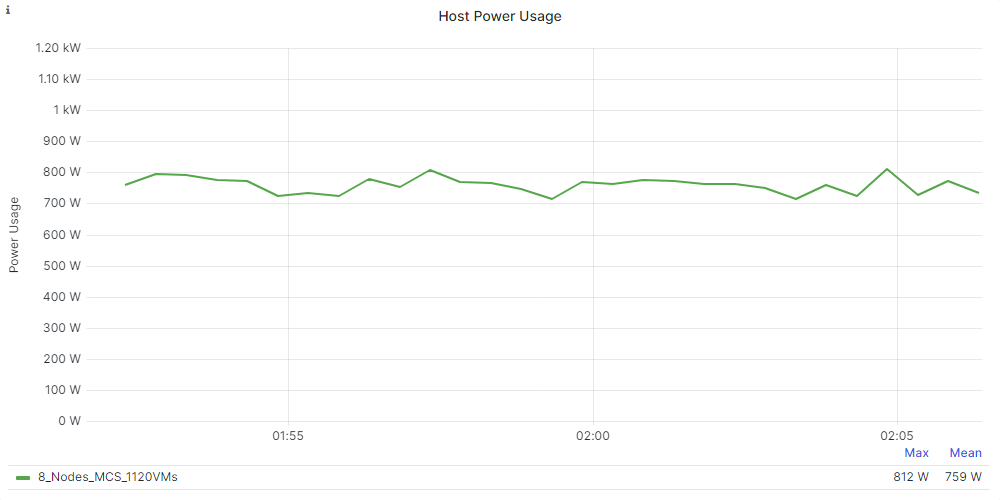 i
Host Power Usage
1.20 kW
1.10 kW
1 kW
900 W
800 W
700 W
600 W
500 W
400 W
300 W
200 W
100 W
0 W
Power Usage
01:55 02:00 02:05
Max Mean
8_Nodes_MCS_1120VMs 812 W 759 W